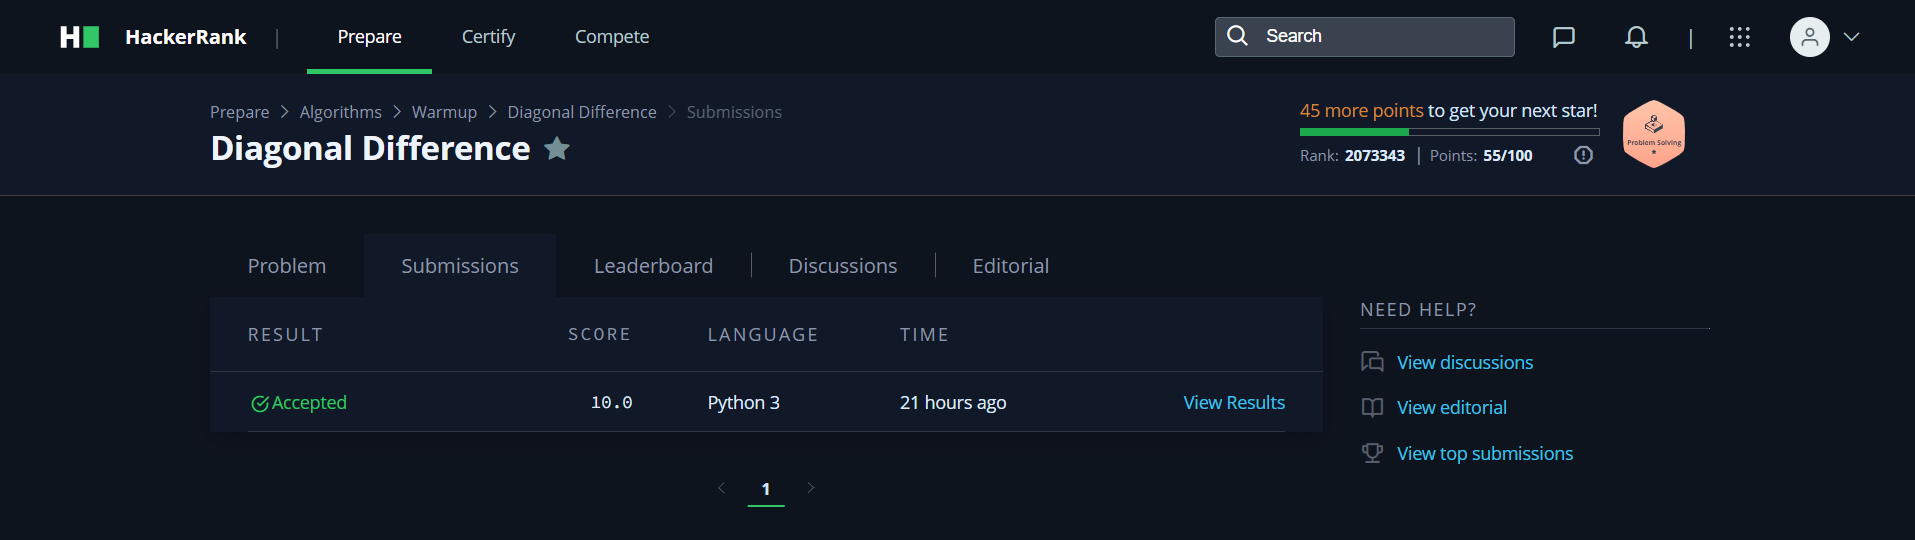 HackerRank | Prepare Certify Compete Search |
Prepare > Algorithms > Warmup > Diagonal Difference > Submissions
Diagonal Difference
45 more points to get your next star!
Rank: 2073343 | Points: 55/100
Problem Solving
Problem Submissions Leaderboard | Discussions | Editorial
RESULT SCORE LANGUAGE TIME
Accepted 10.0 Python 3 21 hours ago View Results
1
NEED HELP?
View discussions
View editorial
View top submissions